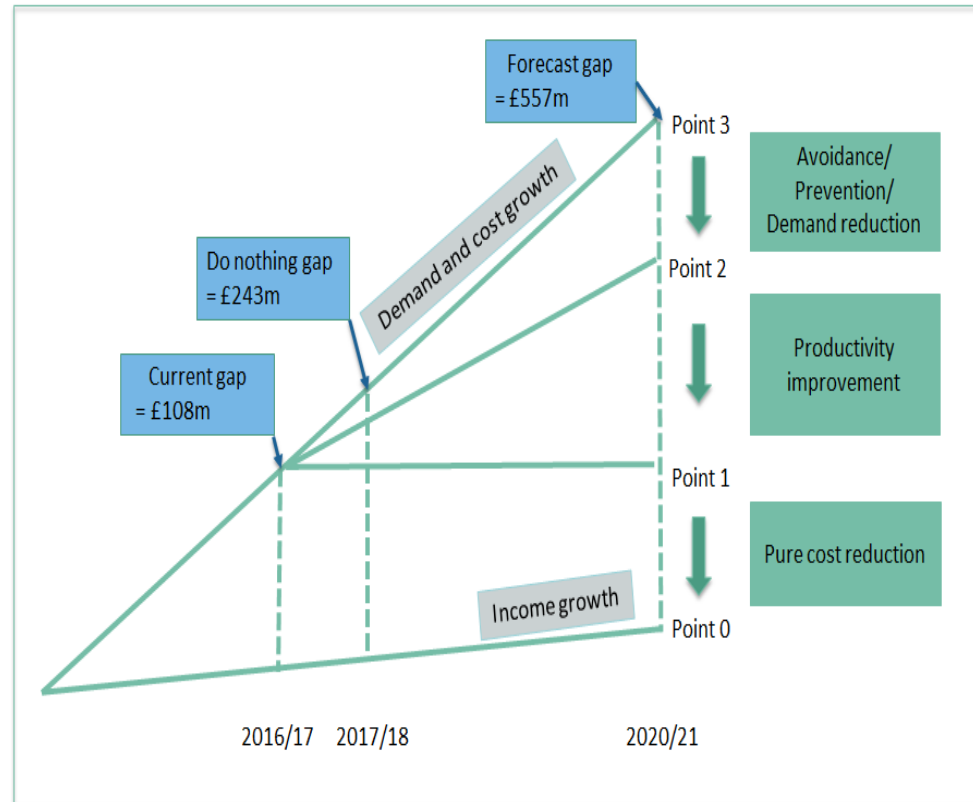 Forecast gap
= £557m
Point 3
Avoidance/
Prevention/
Demand reduction
Demand and cost growth
Do nothing gap
= £243m
Point 2
Productivity
improvement
Current gap
= £108m
Point 1
Pure cost reduction
Income growth
Point 0
2016/17
2017/18
2020/21